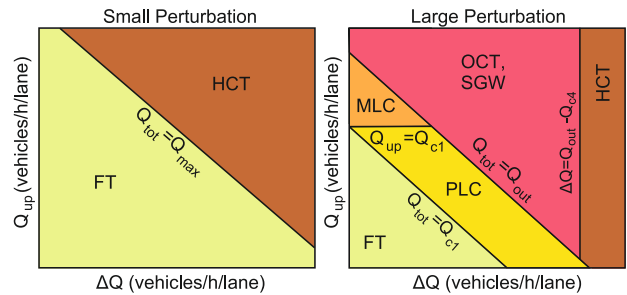 Small Perturbation
HCT
Q_tot =Q_max
FT
Q_up (vehicles/h/lane)
ΔQ (vehicles/h/lane)
Large Perturbation
OCT,
SGW
MLC
Q_up =Q_c1
Q_tot =Q_out
ΔQ=Q_out -Q_c4
HCT
PLC
Q_tot =Q_c1
FT
Q_up (vehicles/h/lane)
ΔQ (vehicles/h/lane)